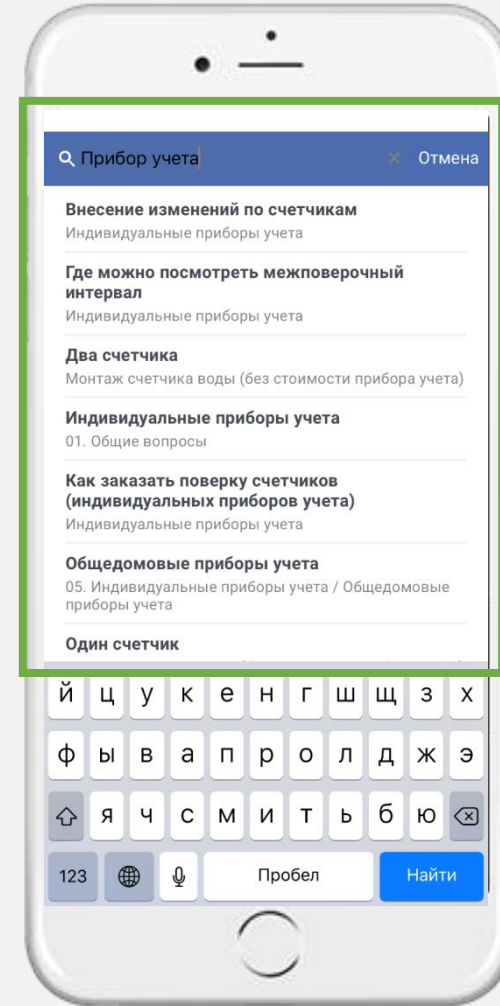 Прибор учета
Отмена
Внесение изменений по счетчикам
Индивидуальные приборы учета
Где можно посмотреть межповерочный
интервал
Индивидуальные приборы учета
Два счетчика
Монтаж счетчика воды (без стоимости прибора учета)
Индивидуальные приборы учета
01. Общие вопросы
Как заказать поверку счетчиков
(индивидуальных приборов учета)
Индивидуальные приборы учета
Общедомовые приборы учета
05. Индивидуальные приборы учета / Общедомовые
приборы учета
Один счетчик
й ц у к е н г ш щ з х
ф ы в а п р о л д ж э
я ч с м и т ь б ю
123 Пробел Найти